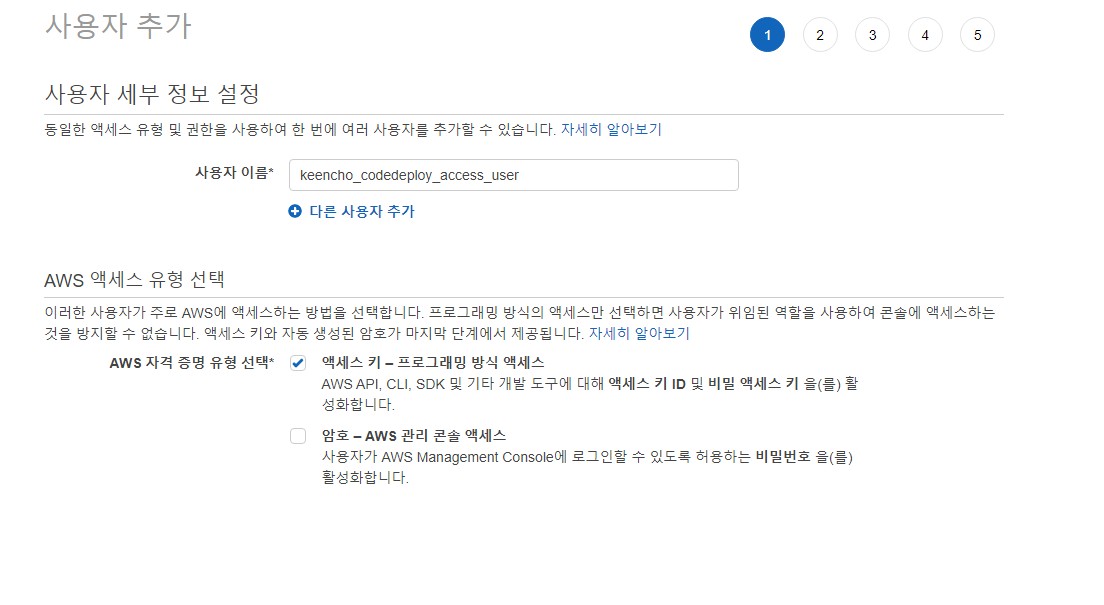 사용자 추가
1 2 3 4 5
사용자 세부 정보 설정
동일한 액세스 유형 및 권한을 사용하여 한 번에 여러 사용자를 추가할 수 있습니다. 자세히 알아보기
사용자 이름* keencho_codedeploy_access_user
다른 사용자 추가
AWS 액세스 유형 선택
이러한 사용자가 주로 AWS에 액세스하는 방법을 선택합니다. 프로그래밍 방식의 액세스만 선택하면 사용자가 위임된 역할을 사용하여 콘솔에 액세스하는
것을 방지할 수 없습니다. 액세스 키와 자동 생성된 암호가 마지막 단계에서 제공됩니다. 자세히 알아보기
AWS 자격 증명 유형 선택* 액세스 키 – 프로그래밍 방식 액세스
AWS API, CLI, SDK 및 기타 개발 도구에 대해 액세스 키 ID 및 비밀 액세스 키 을(를) 활
성화합니다.
암호 – AWS 관리 콘솔 액세스
사용자가 AWS Management Console에 로그인할 수 있도록 허용하는 비밀번호 을(를)
활성화합니다.